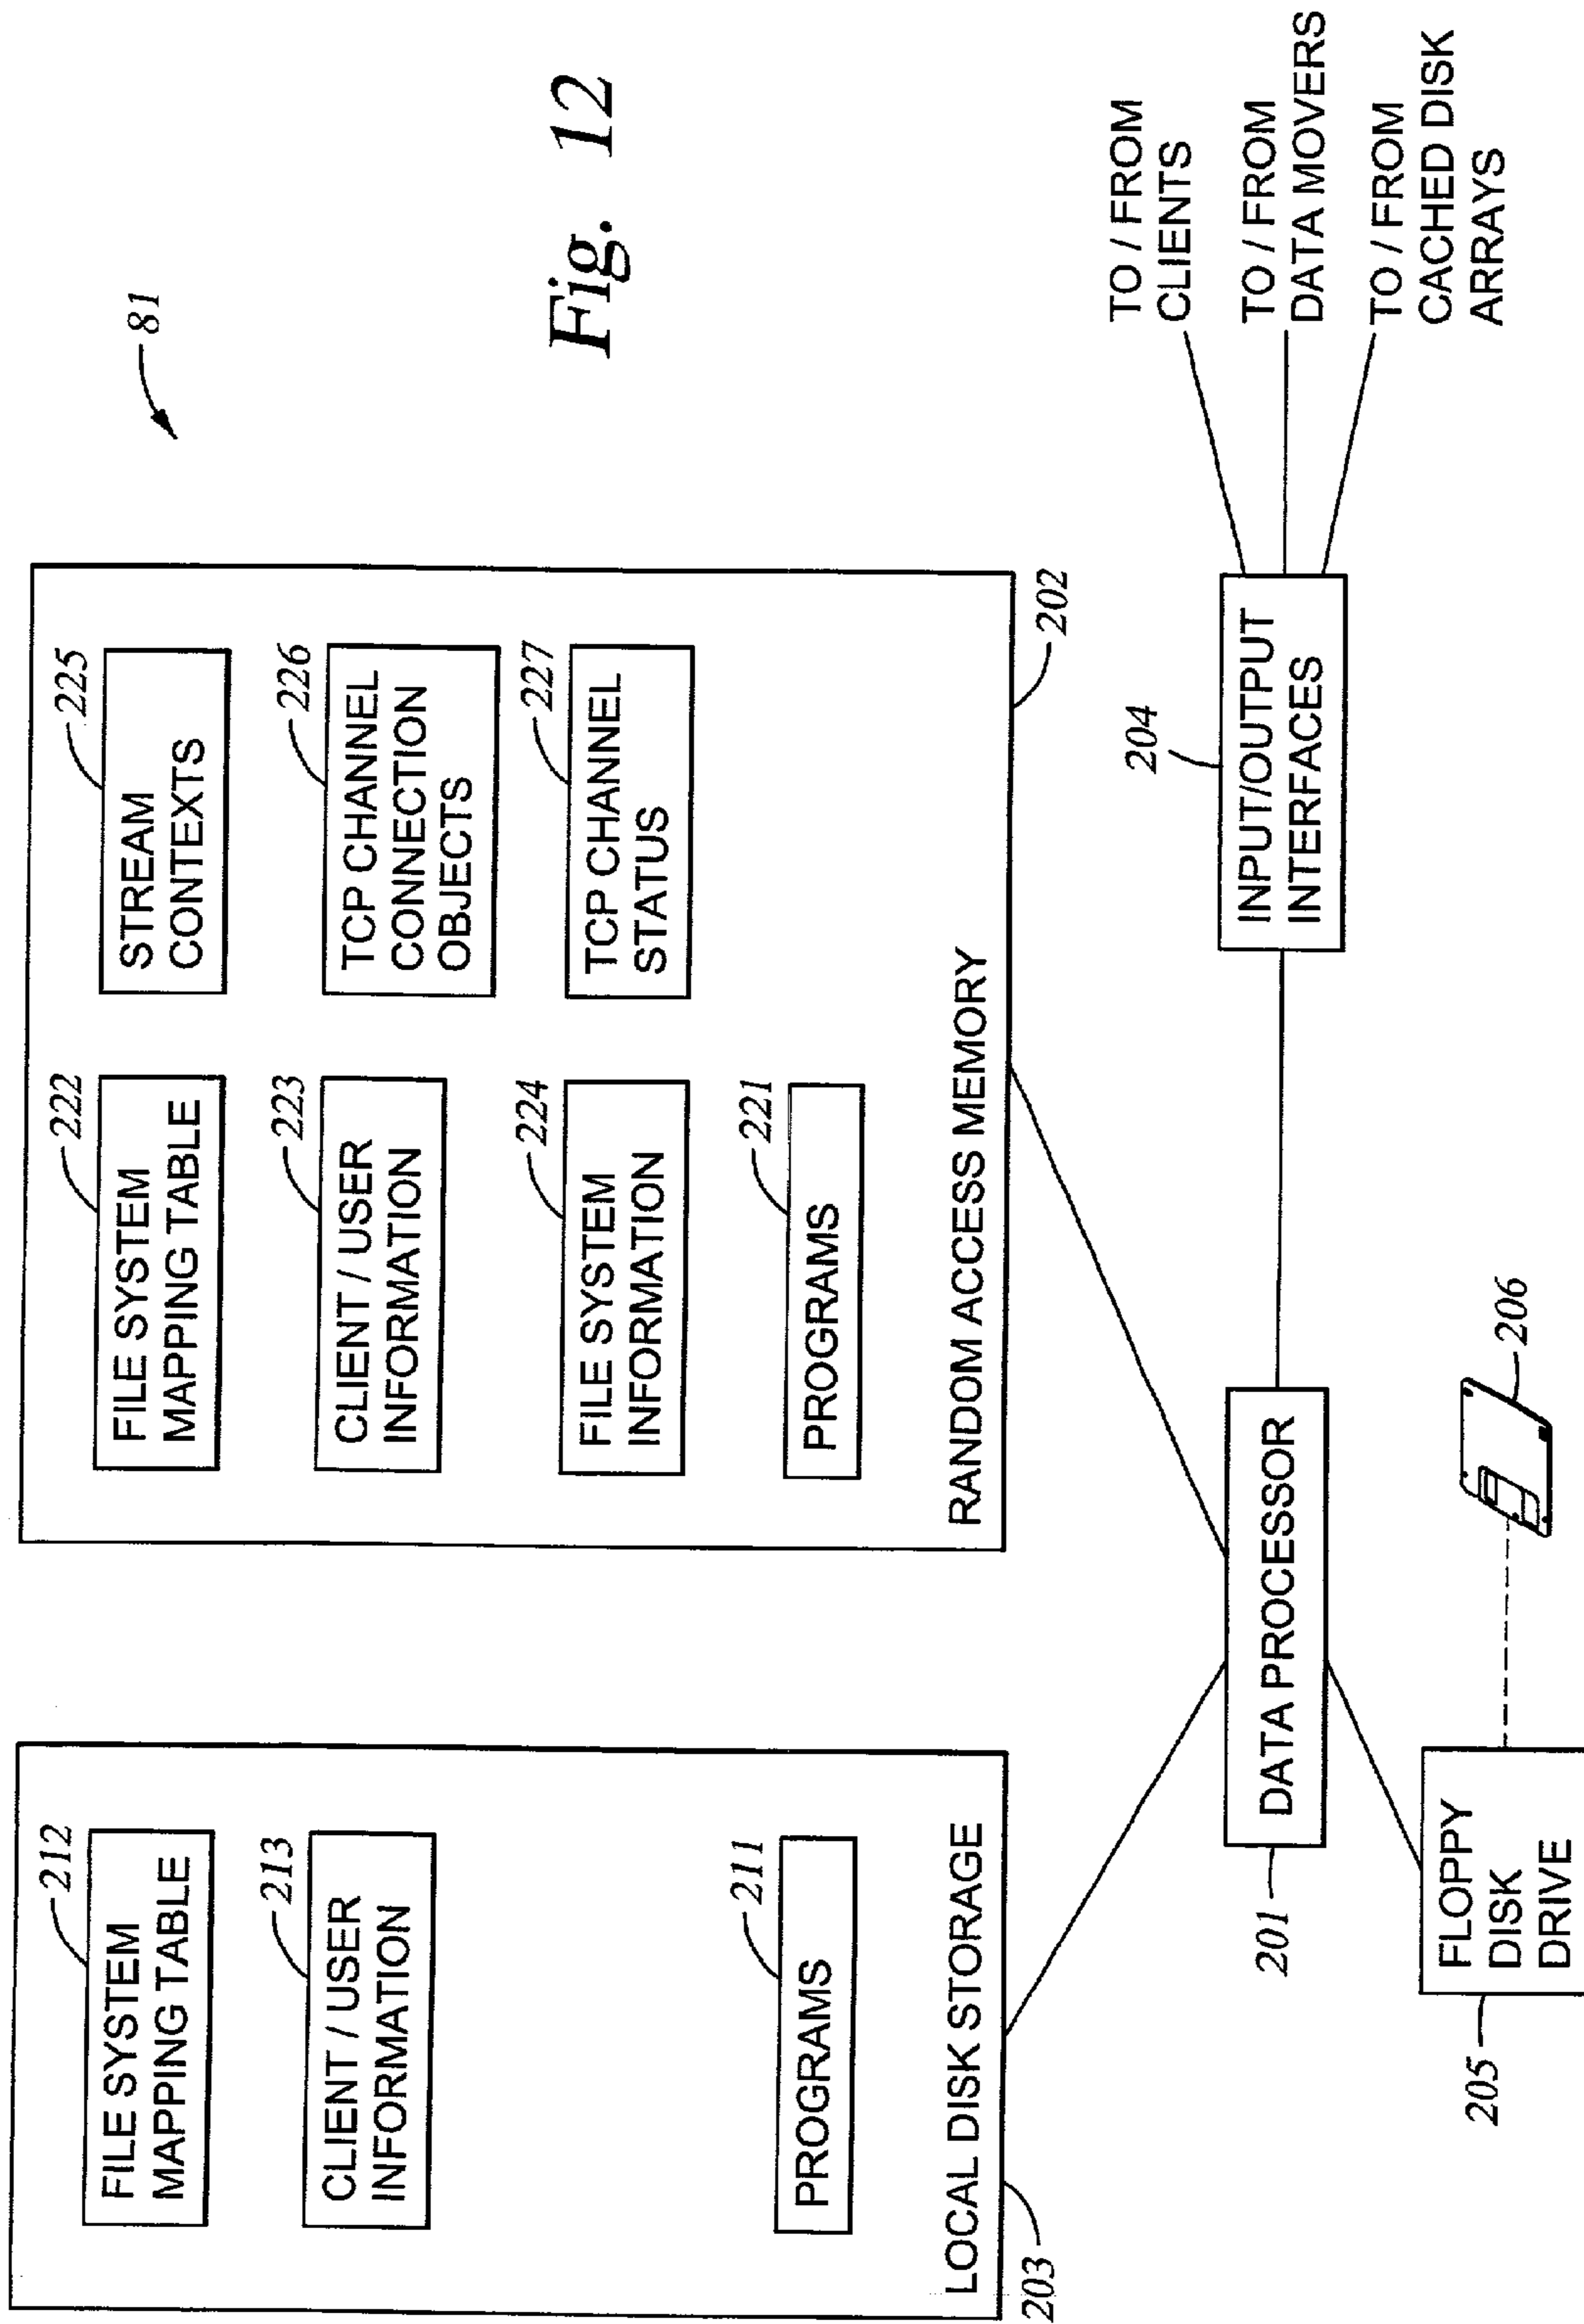 81
Fig. 12
212
FILE SYSTEM
MAPPING TABLE
213
CLIENT / USER
INFORMATION
211
PROGRAMS
LOCAL DISK STORAGE
203
222
FILE SYSTEM
MAPPING TABLE
223
CLIENT / USER
INFORMATION
224
FILE SYSTEM
INFORMATION
221
PROGRAMS
225
STREAM
CONTEXTS
226
TCP CHANNEL
CONNECTION
OBJECTS
227
TCP CHANNEL
STATUS
RANDOM ACCESS MEMORY
202
201
DATA PROCESSOR
204
INPUT/OUTPUT
INTERFACES
TO / FROM
CLIENTS
TO / FROM
DATA MOVERS
TO / FROM
CACHED DISK
ARRAYS
205
FLOPPY
DISK
DRIVE
206